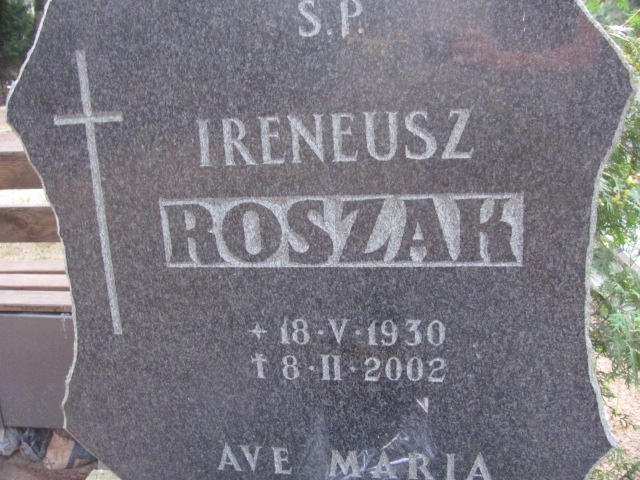 S.P.
IRENEUSZ
ROSZAK
+ 18·V·1930
† 8·II·2002
AVE MARIA